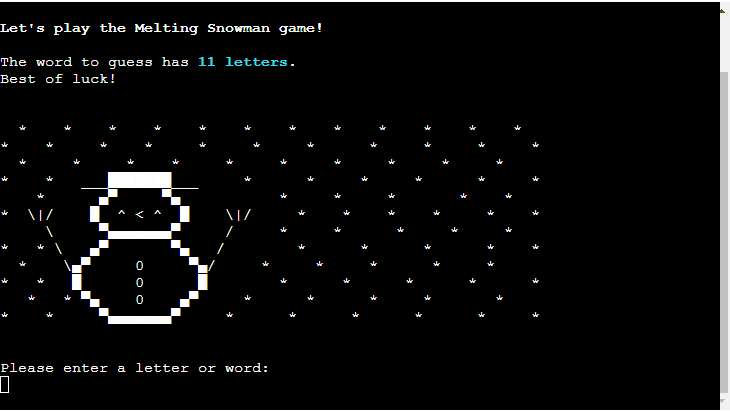 Let's play the Melting Snowman game!
The word to guess has 11 letters.
Best of luck!
Please enter a letter or word: